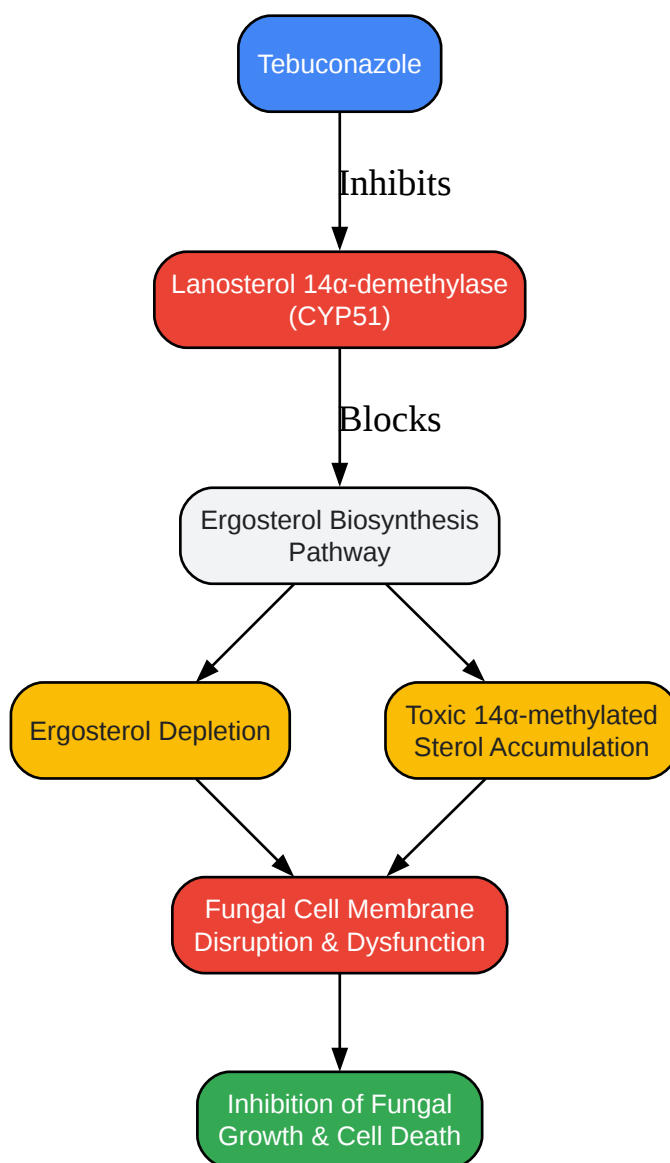 Tebuconazole
Inhibits
Lanosterol 14α-demethylase
(CYP51)
Blocks
Ergosterol Biosynthesis
Pathway
Ergosterol Depletion
Toxic 14α-methylated
Sterol Accumulation
Fungal Cell Membrane
Disruption & Dysfunction
Inhibition of Fungal
Growth & Cell Death